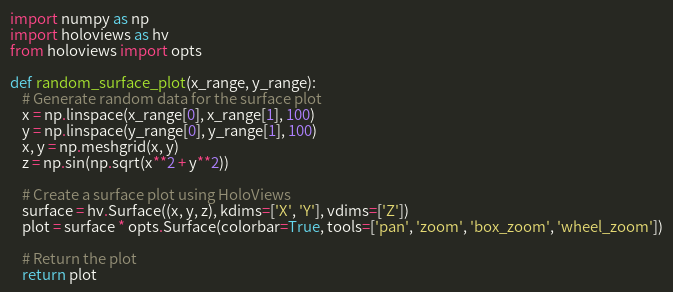 import numpy as np
import holoviews as hv
from holoviews import opts

def random_surface_plot(x_range, y_range):
    # Generate random data for the surface plot
    x = np.linspace(x_range[0], x_range[1], 100)
    y = np.linspace(y_range[0], y_range[1], 100)
    x, y = np.meshgrid(x, y)
    z = np.sin(np.sqrt(x**2 + y**2))

    # Create a surface plot using HoloViews
    surface = hv.Surface((x, y, z), kdims=['X', 'Y'], vdims=['Z'])
    plot = surface * opts.Surface(colorbar=True, tools=['pan', 'zoom', 'box_zoom', 'wheel_zoom'])

    # Return the plot
    return plot